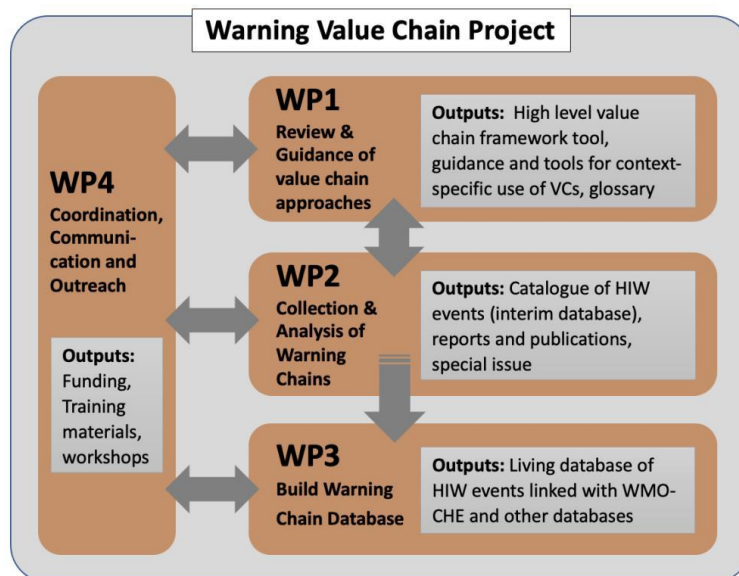 Warning Value Chain Project
WP4
Coordination,
Communi-
cation and
Outreach
Outputs:
Funding,
Training
materials,
workshops
WP1
Review &
Guidance of
value chain
approaches
Outputs: High level value
chain framework tool,
guidance and tools for context-
specific use of VCs, glossary
WP2
Collection &
Analysis of
Warning
Chains
Outputs: Catalogue of HIW
events (interim database),
reports and publications,
special issue
WP3
Build Warning
Chain Database
Outputs: Living database of
HIW events linked with WMO-
CHE and other databases